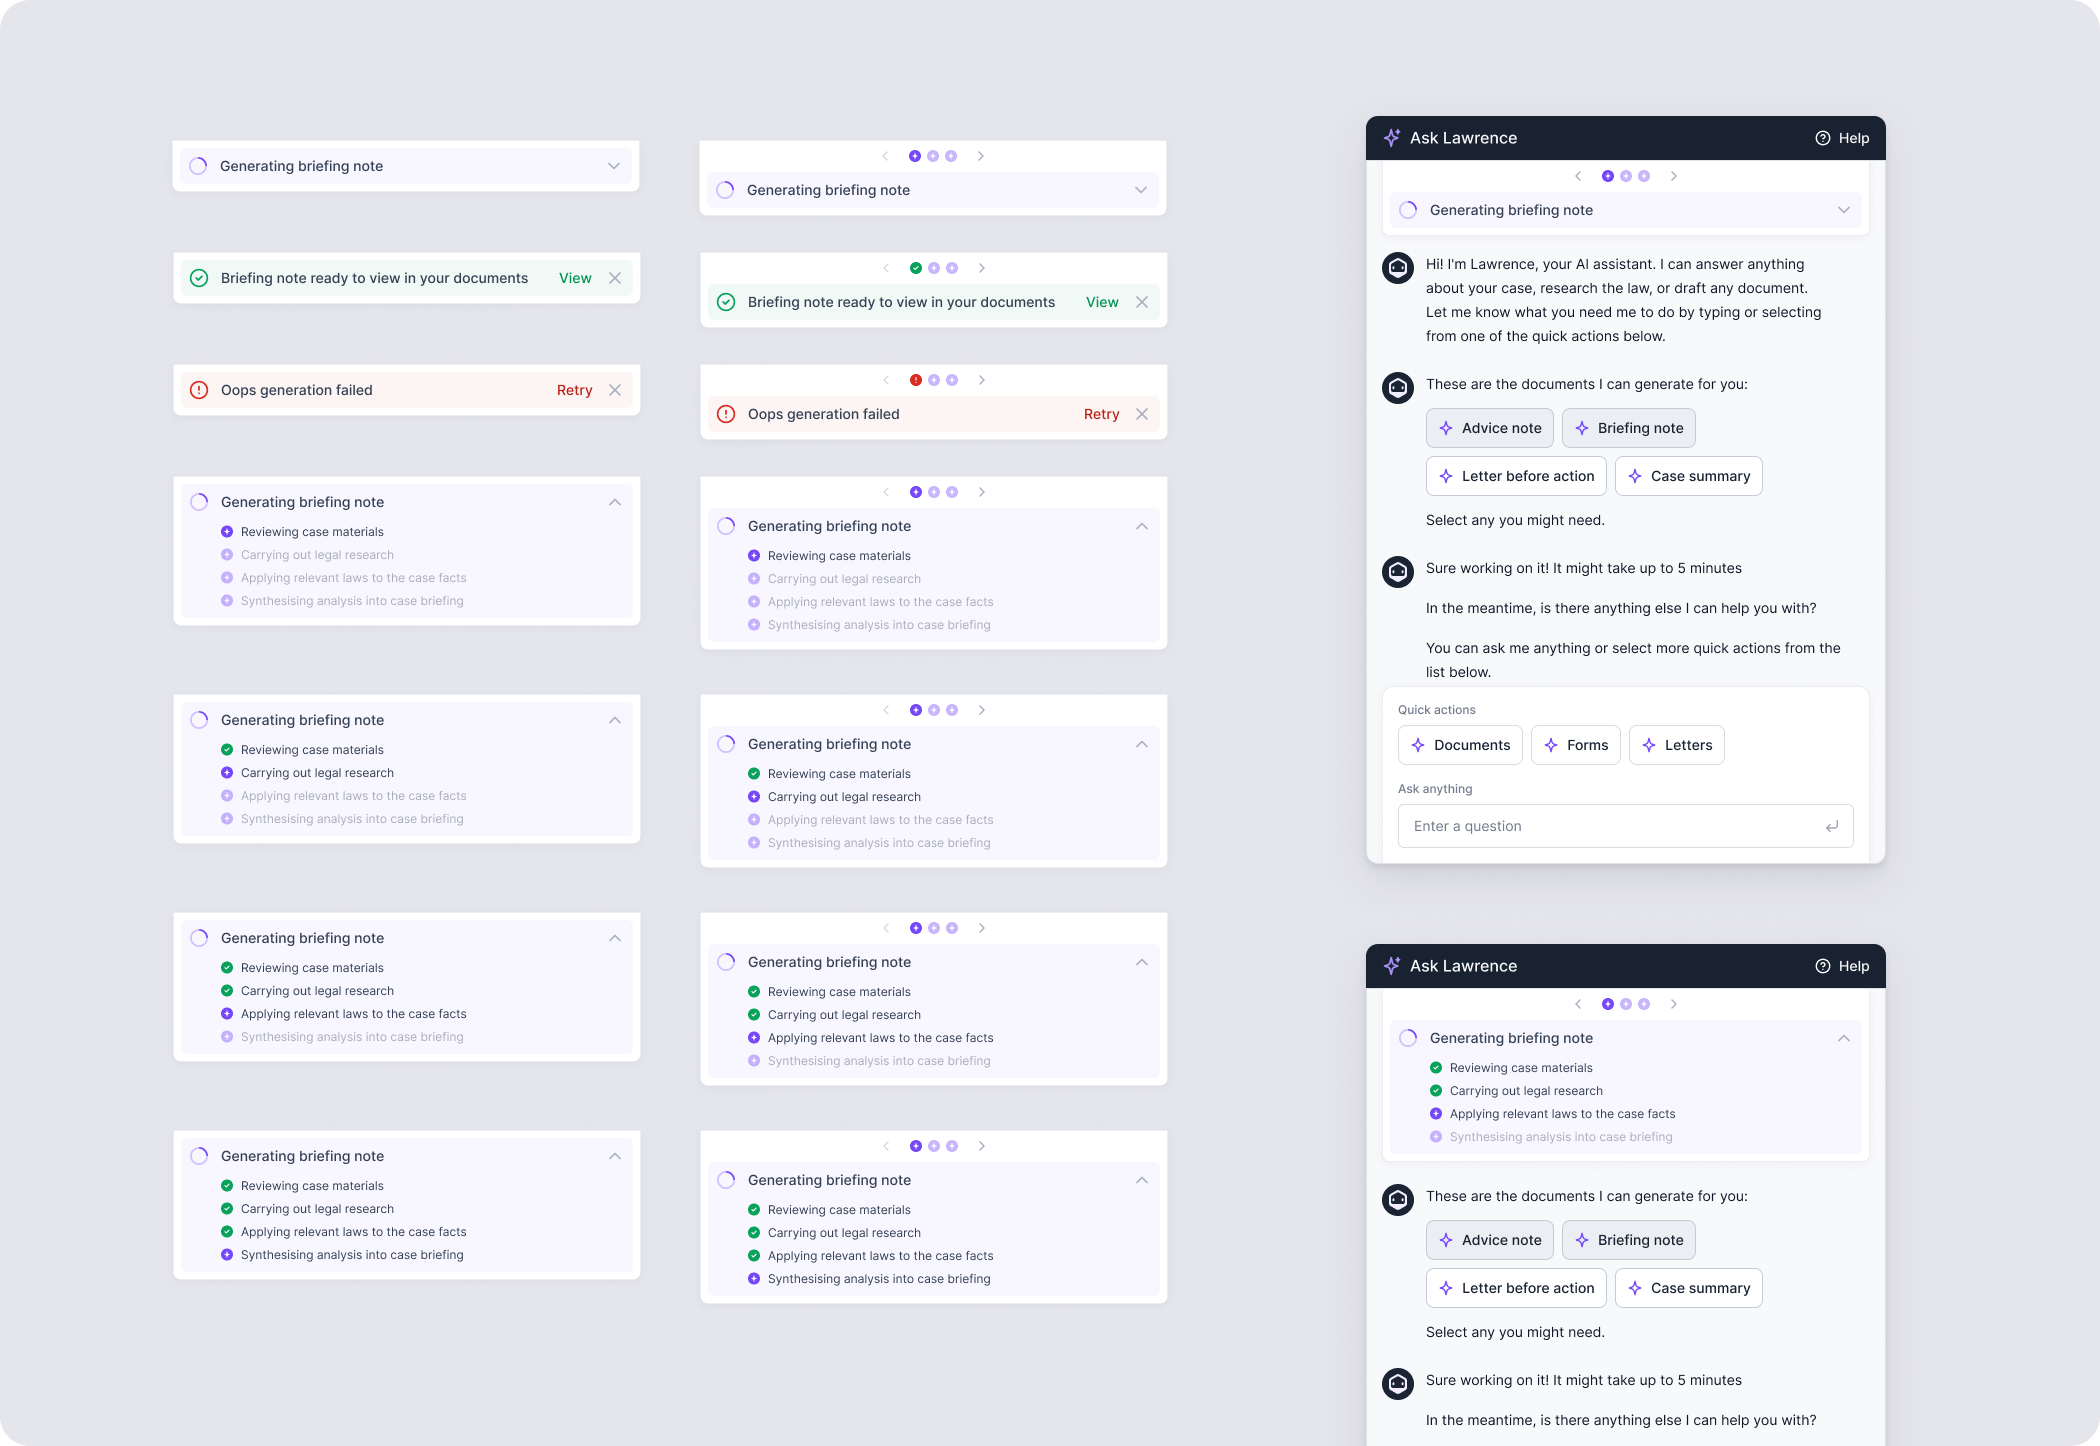 Generating briefing note
Briefing note ready to view in your documents View
Oops generation failed Retry
Generating briefing note
Reviewing case materials
Carrying out legal research
Applying relevant laws to the case facts
Synthesising analysis into case briefing
Generating briefing note
Reviewing case materials
Carrying out legal research
Applying relevant laws to the case facts
Synthesising analysis into case briefing
Generating briefing note
Reviewing case materials
Carrying out legal research
Applying relevant laws to the case facts
Synthesising analysis into case briefing
Generating briefing note
Reviewing case materials
Carrying out legal research
Applying relevant laws to the case facts
Synthesising analysis into case briefing
Generating briefing note
Briefing note ready to view in your documents View
Oops generation failed Retry
Generating briefing note
Reviewing case materials
Carrying out legal research
Applying relevant laws to the case facts
Synthesising analysis into case briefing
Generating briefing note
Reviewing case materials
Carrying out legal research
Applying relevant laws to the case facts
Synthesising analysis into case briefing
Generating briefing note
Reviewing case materials
Carrying out legal research
Applying relevant laws to the case facts
Synthesising analysis into case briefing
Generating briefing note
Reviewing case materials
Carrying out legal research
Applying relevant laws to the case facts
Synthesising analysis into case briefing
Ask Lawrence Help
Generating briefing note
Hi! I'm Lawrence, your AI assistant. I can answer anything
about your case, research the law, or draft any document.
Let me know what you need me to do by typing or selecting
from one of the quick actions below.
These are the documents I can generate for you:
Advice note Briefing note
Letter before action Case summary
Select any you might need.
Sure working on it! It might take up to 5 minutes
In the meantime, is there anything else I can help you with?
You can ask me anything or select more quick actions from the
list below.
Quick actions
Documents Forms Letters
Ask anything
Enter a question
Ask Lawrence Help
Generating briefing note
Reviewing case materials
Carrying out legal research
Applying relevant laws to the case facts
Synthesising analysis into case briefing
These are the documents I can generate for you:
Advice note Briefing note
Letter before action Case summary
Select any you might need.
Sure working on it! It might take up to 5 minutes
In the meantime, is there anything else I can help you with?